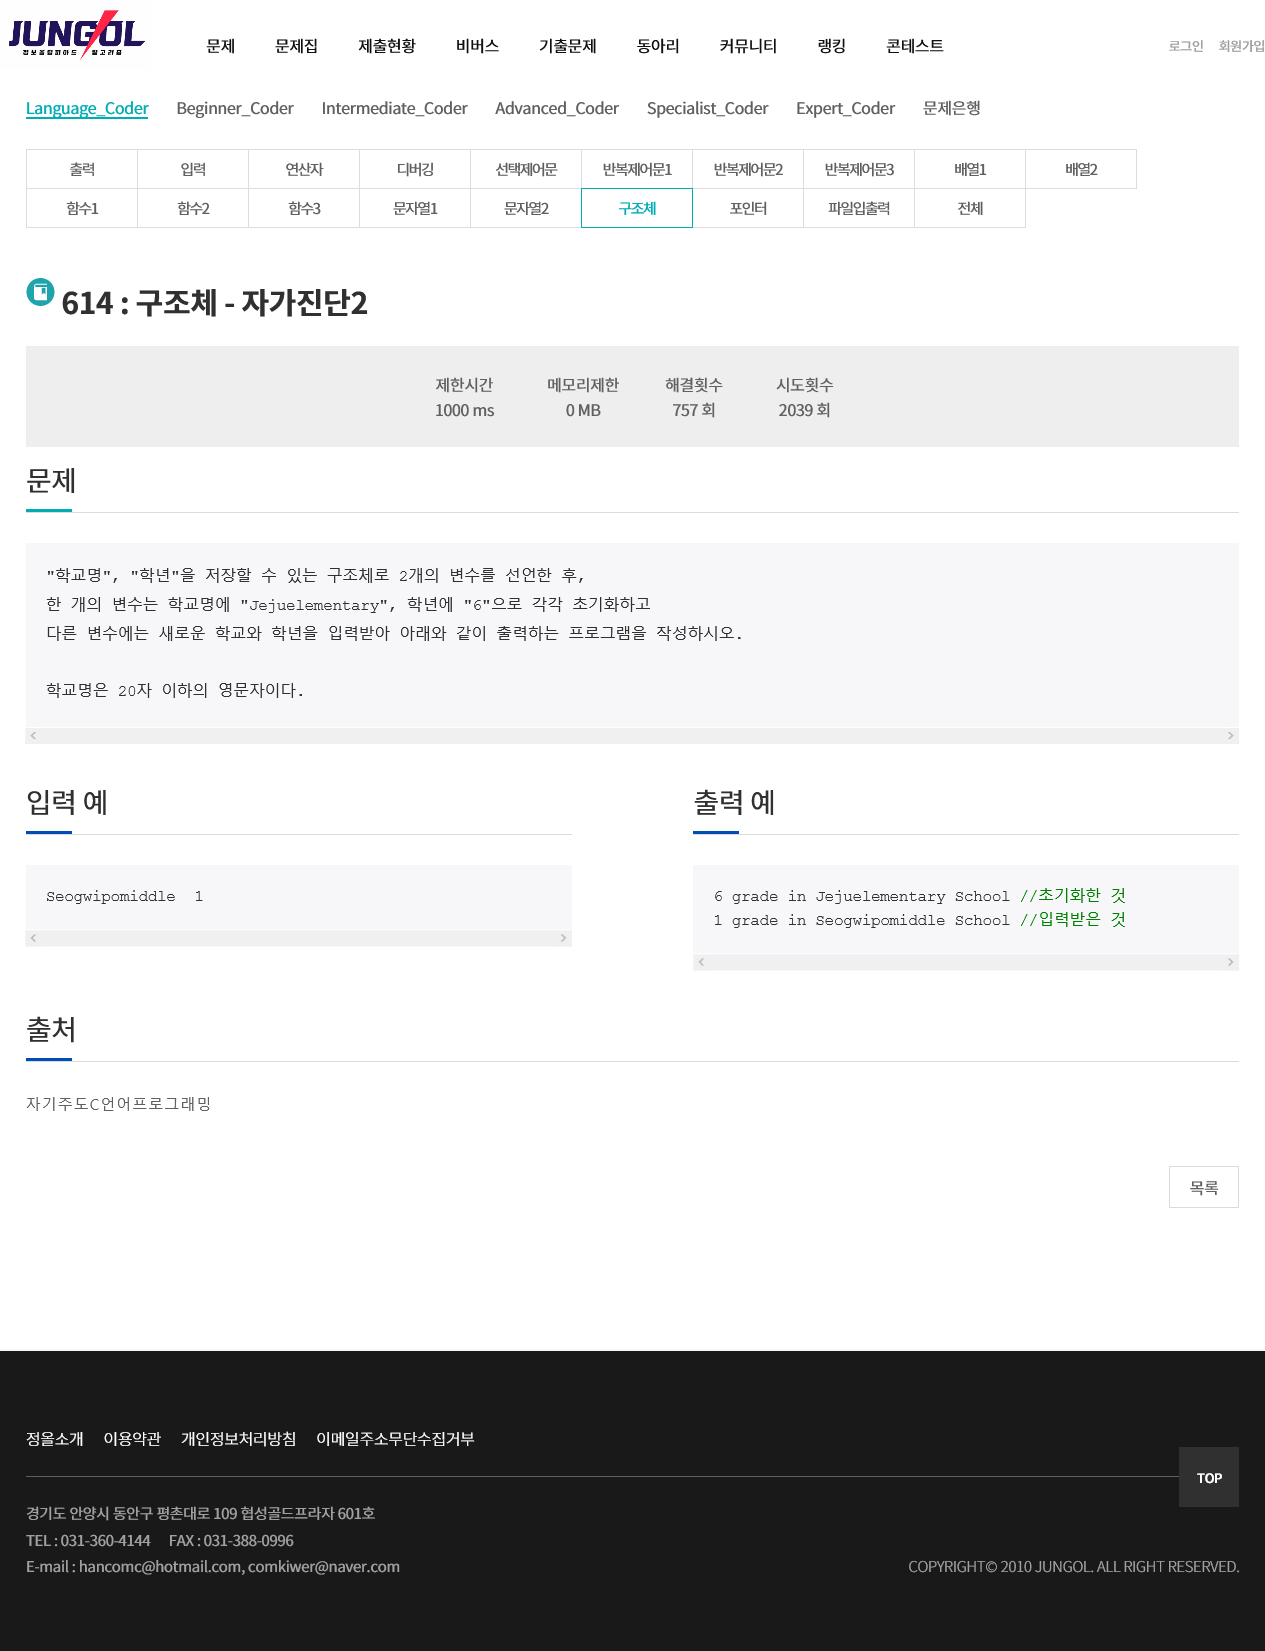 JUNGOL
정보올림피아드 알고리즘
문제 문제집 제출현황 비버스 기출문제 동아리 커뮤니티 랭킹 콘테스트 로그인 회원가입
Language_Coder Beginner_Coder Intermediate_Coder Advanced_Coder Specialist_Coder Expert_Coder 문제은행
출력 입력 연산자 디버깅 선택제어문 반복제어문1 반복제어문2 반복제어문3 배열1 배열2
함수1 함수2 함수3 문자열1 문자열2 구조체 포인터 파일입출력 전체
614 : 구조체 - 자가진단2
제한시간 메모리제한 해결횟수 시도횟수
1000 ms 0 MB 757 회 2039 회
문제
"학교명", "학년"을 저장할 수 있는 구조체로 2개의 변수를 선언한 후,
한 개의 변수는 학교명에 "Jejuelementary", 학년에 "6"으로 각각 초기화하고
다른 변수에는 새로운 학교와 학년을 입력받아 아래와 같이 출력하는 프로그램을 작성하시오.
학교명은 20자 이하의 영문자이다.
입력 예
Seogwipomiddle  1
출력 예
6 grade in Jejuelementary School //초기화한 것
1 grade in Seogwipomiddle School //입력받은 것
출처
자기주도C언어프로그래밍
목록
정올소개 이용약관 개인정보처리방침 이메일주소무단수집거부
TOP
경기도 안양시 동안구 평촌대로 109 협성골드프라자 601호
TEL : 031-360-4144 FAX : 031-388-0996
E-mail : hancomc@hotmail.com, comkiwer@naver.com
COPYRIGHT© 2010 JUNGOL. ALL RIGHT RESERVED.